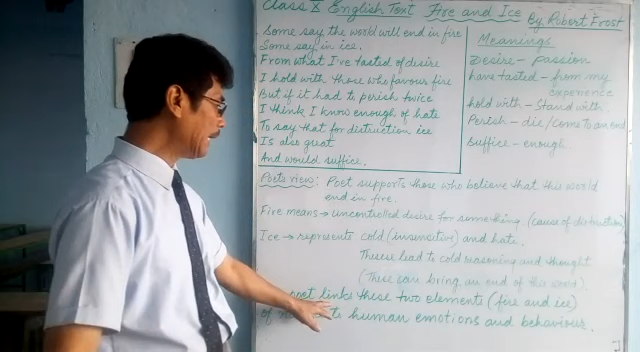 Class X English Text Fire and Ice By, Robert Frost
Some say, the world will end in fire
Some say in ice.
From what I've tasted of desire
I hold with those who favours fire
But if it had to perish twice
I think I know enough of hate
To say that for distruction ice
Is also great
And would suffice.
Meanings
Desire - passion
have tasted - from my
experience
hold with - Stand with.
Perish - die/come to an end
Suffice - enough.
Poets view: Poet supports those who believe that this world
end in fire.
Fire means → uncontrolled desire for something (cause of distruction)
Ice → represents cold (insensitive) and hate.
These lead to cold reasoning and thought
(These can bring an end of this world).
poet links these two elements (fire and ice)
of to human emotions and behaviour.